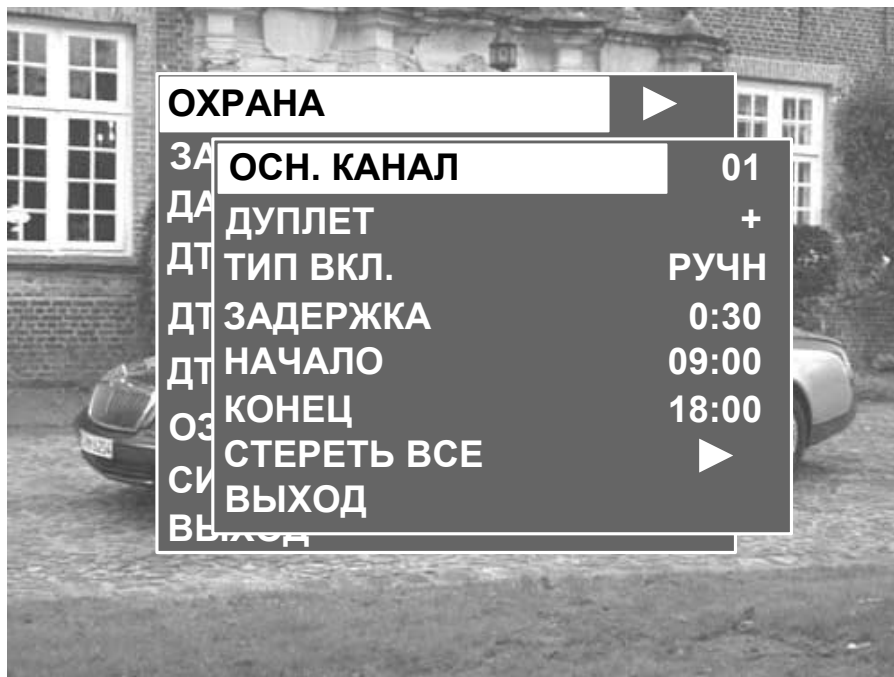 ОХРАНА
ОСН. КАНАЛ 01
ДУПЛЕТ +
ТИП ВКЛ. РУЧН
ЗАДЕРЖКА 0:30
НАЧАЛО 09:00
КОНЕЦ 18:00
СТЕРЕТЬ ВСЕ
ВЫХОД
ВЫХОД